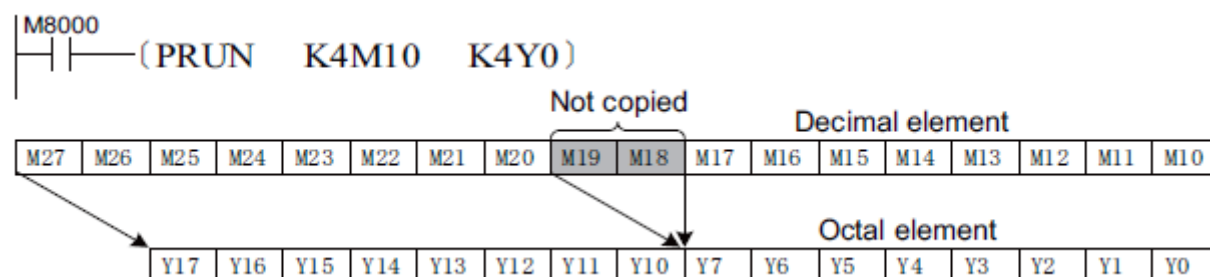 M8000
(PRUN K4M10 K4Y0)
Not copied
Decimal element
M27 M26 M25 M24 M23 M22 M21 M20 M19 M18 M17 M16 M15 M14 M13 M12 M11 M10
Octal element
Y17 Y16 Y15 Y14 Y13 Y12 Y11 Y10 Y7 Y6 Y5 Y4 Y3 Y2 Y1 Y0